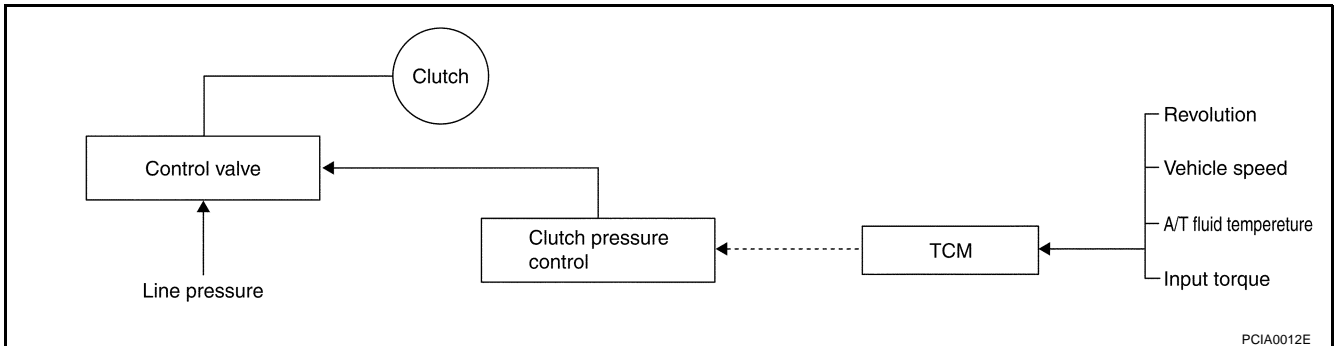 Clutch
Control valve
Line pressure
Clutch pressure
control
TCM
Revolution
Vehicle speed
A/T fluid tempereture
Input torque
PCIA0012E